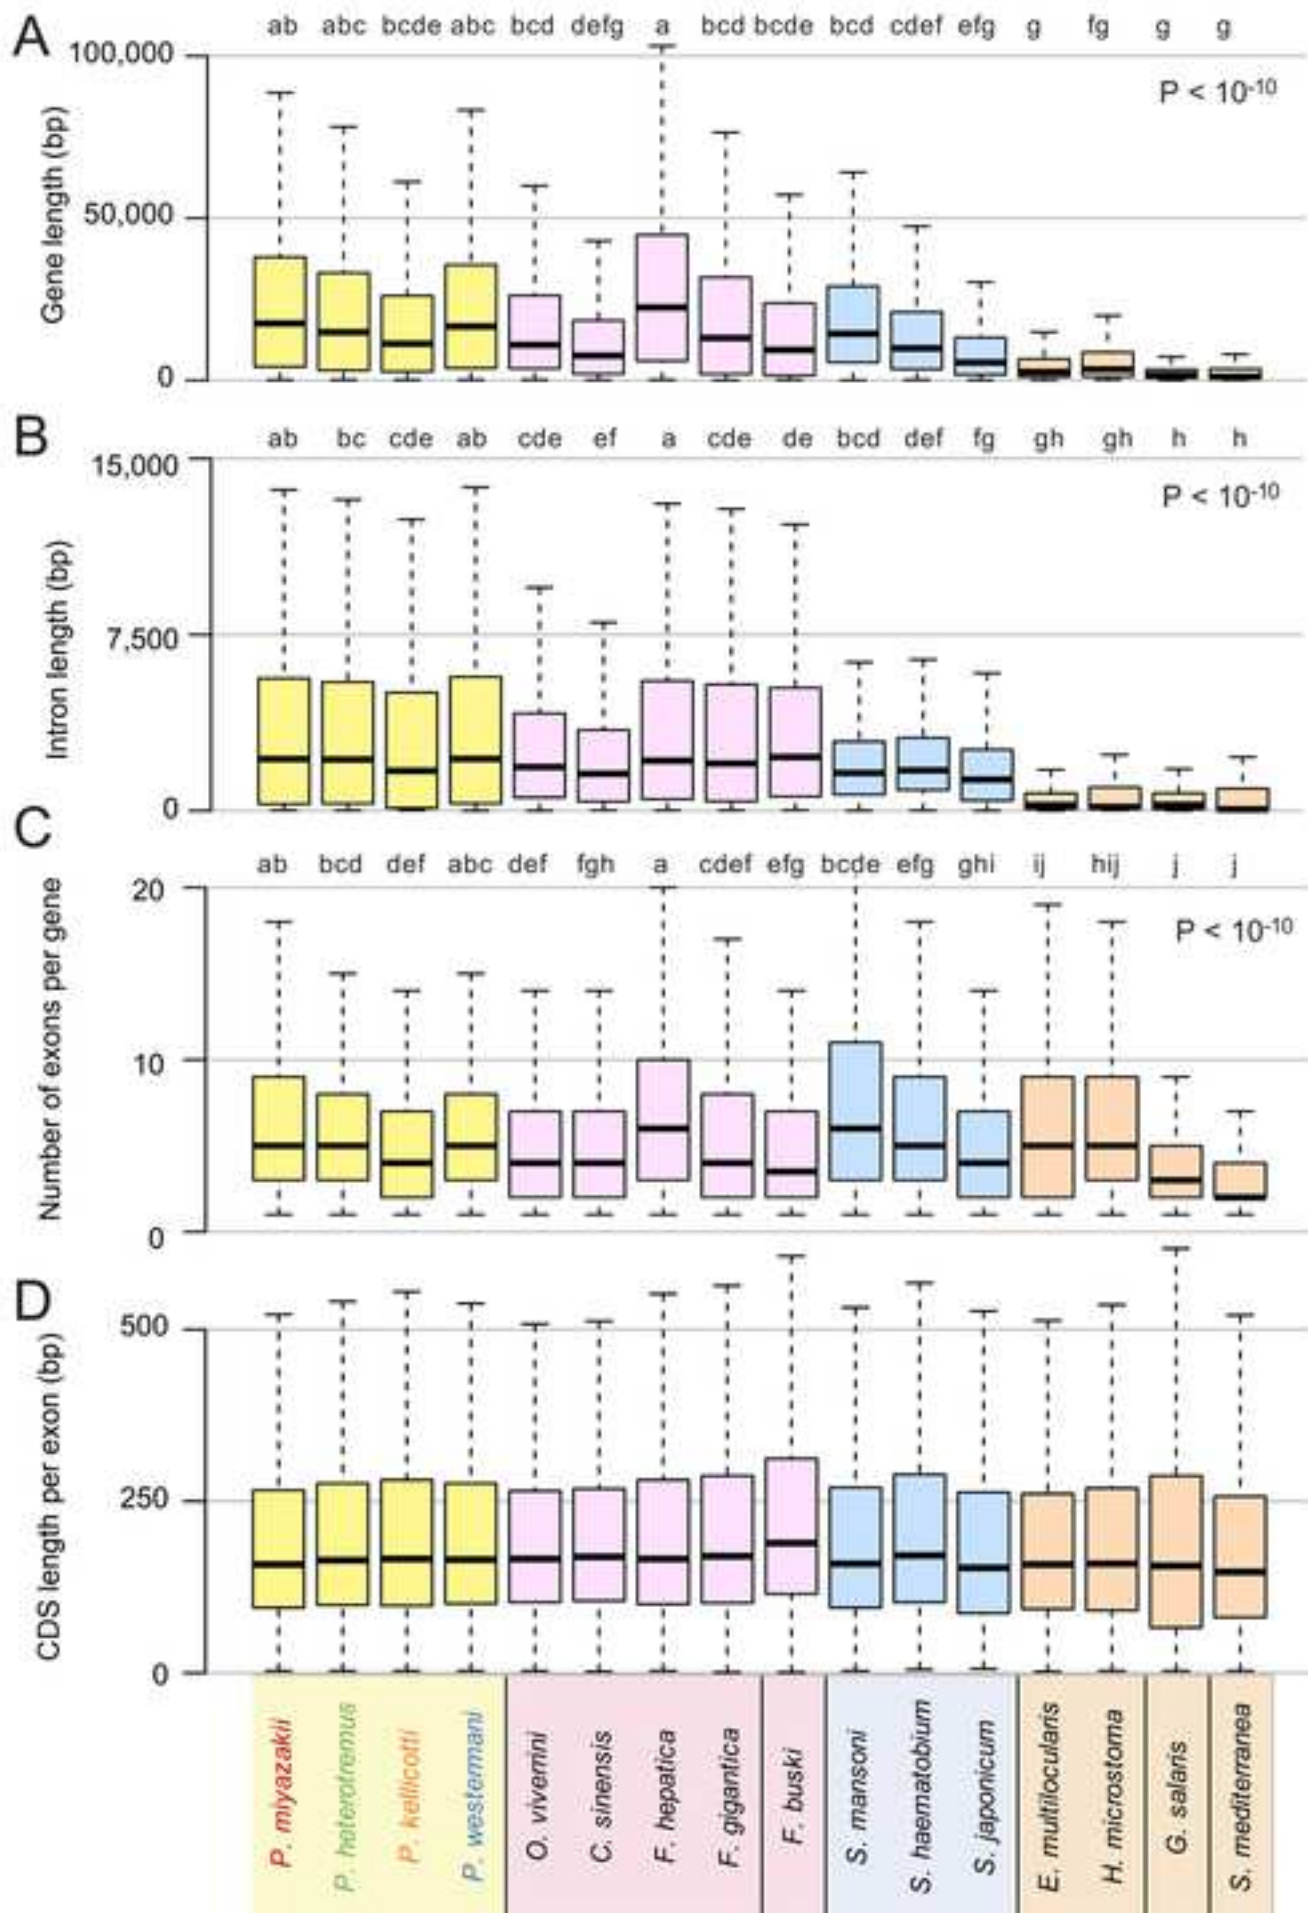 A
ab abc bcde abc bcd defg a bcd bcde bcd cdef efg g fg g g
100,000
P < 10-10
Gene length (bp)
50,000
0
B
ab bc cde ab cde ef a cde de bcd def fg gh gh h h
15,000
P < 10-10
Intron length (bp)
7,500
0
C
ab bcd def abc def fgh a cdef efg bcde efg ghi ij hij j j
20
P < 10-10
Number of exons per gene
10
0
D
500
CDS length per exon (bp)
250
0
P. miyazakii
P. hoterotremus
P. kellicotti
P. westermani
O. viverrini
C. sinensis
F. hepatica
F. gigantica
F. buski
S. mansoni
S. haematobium
S. japonicum
E. multilocularis
H. microstoma
G. salaris
S. mediterranea